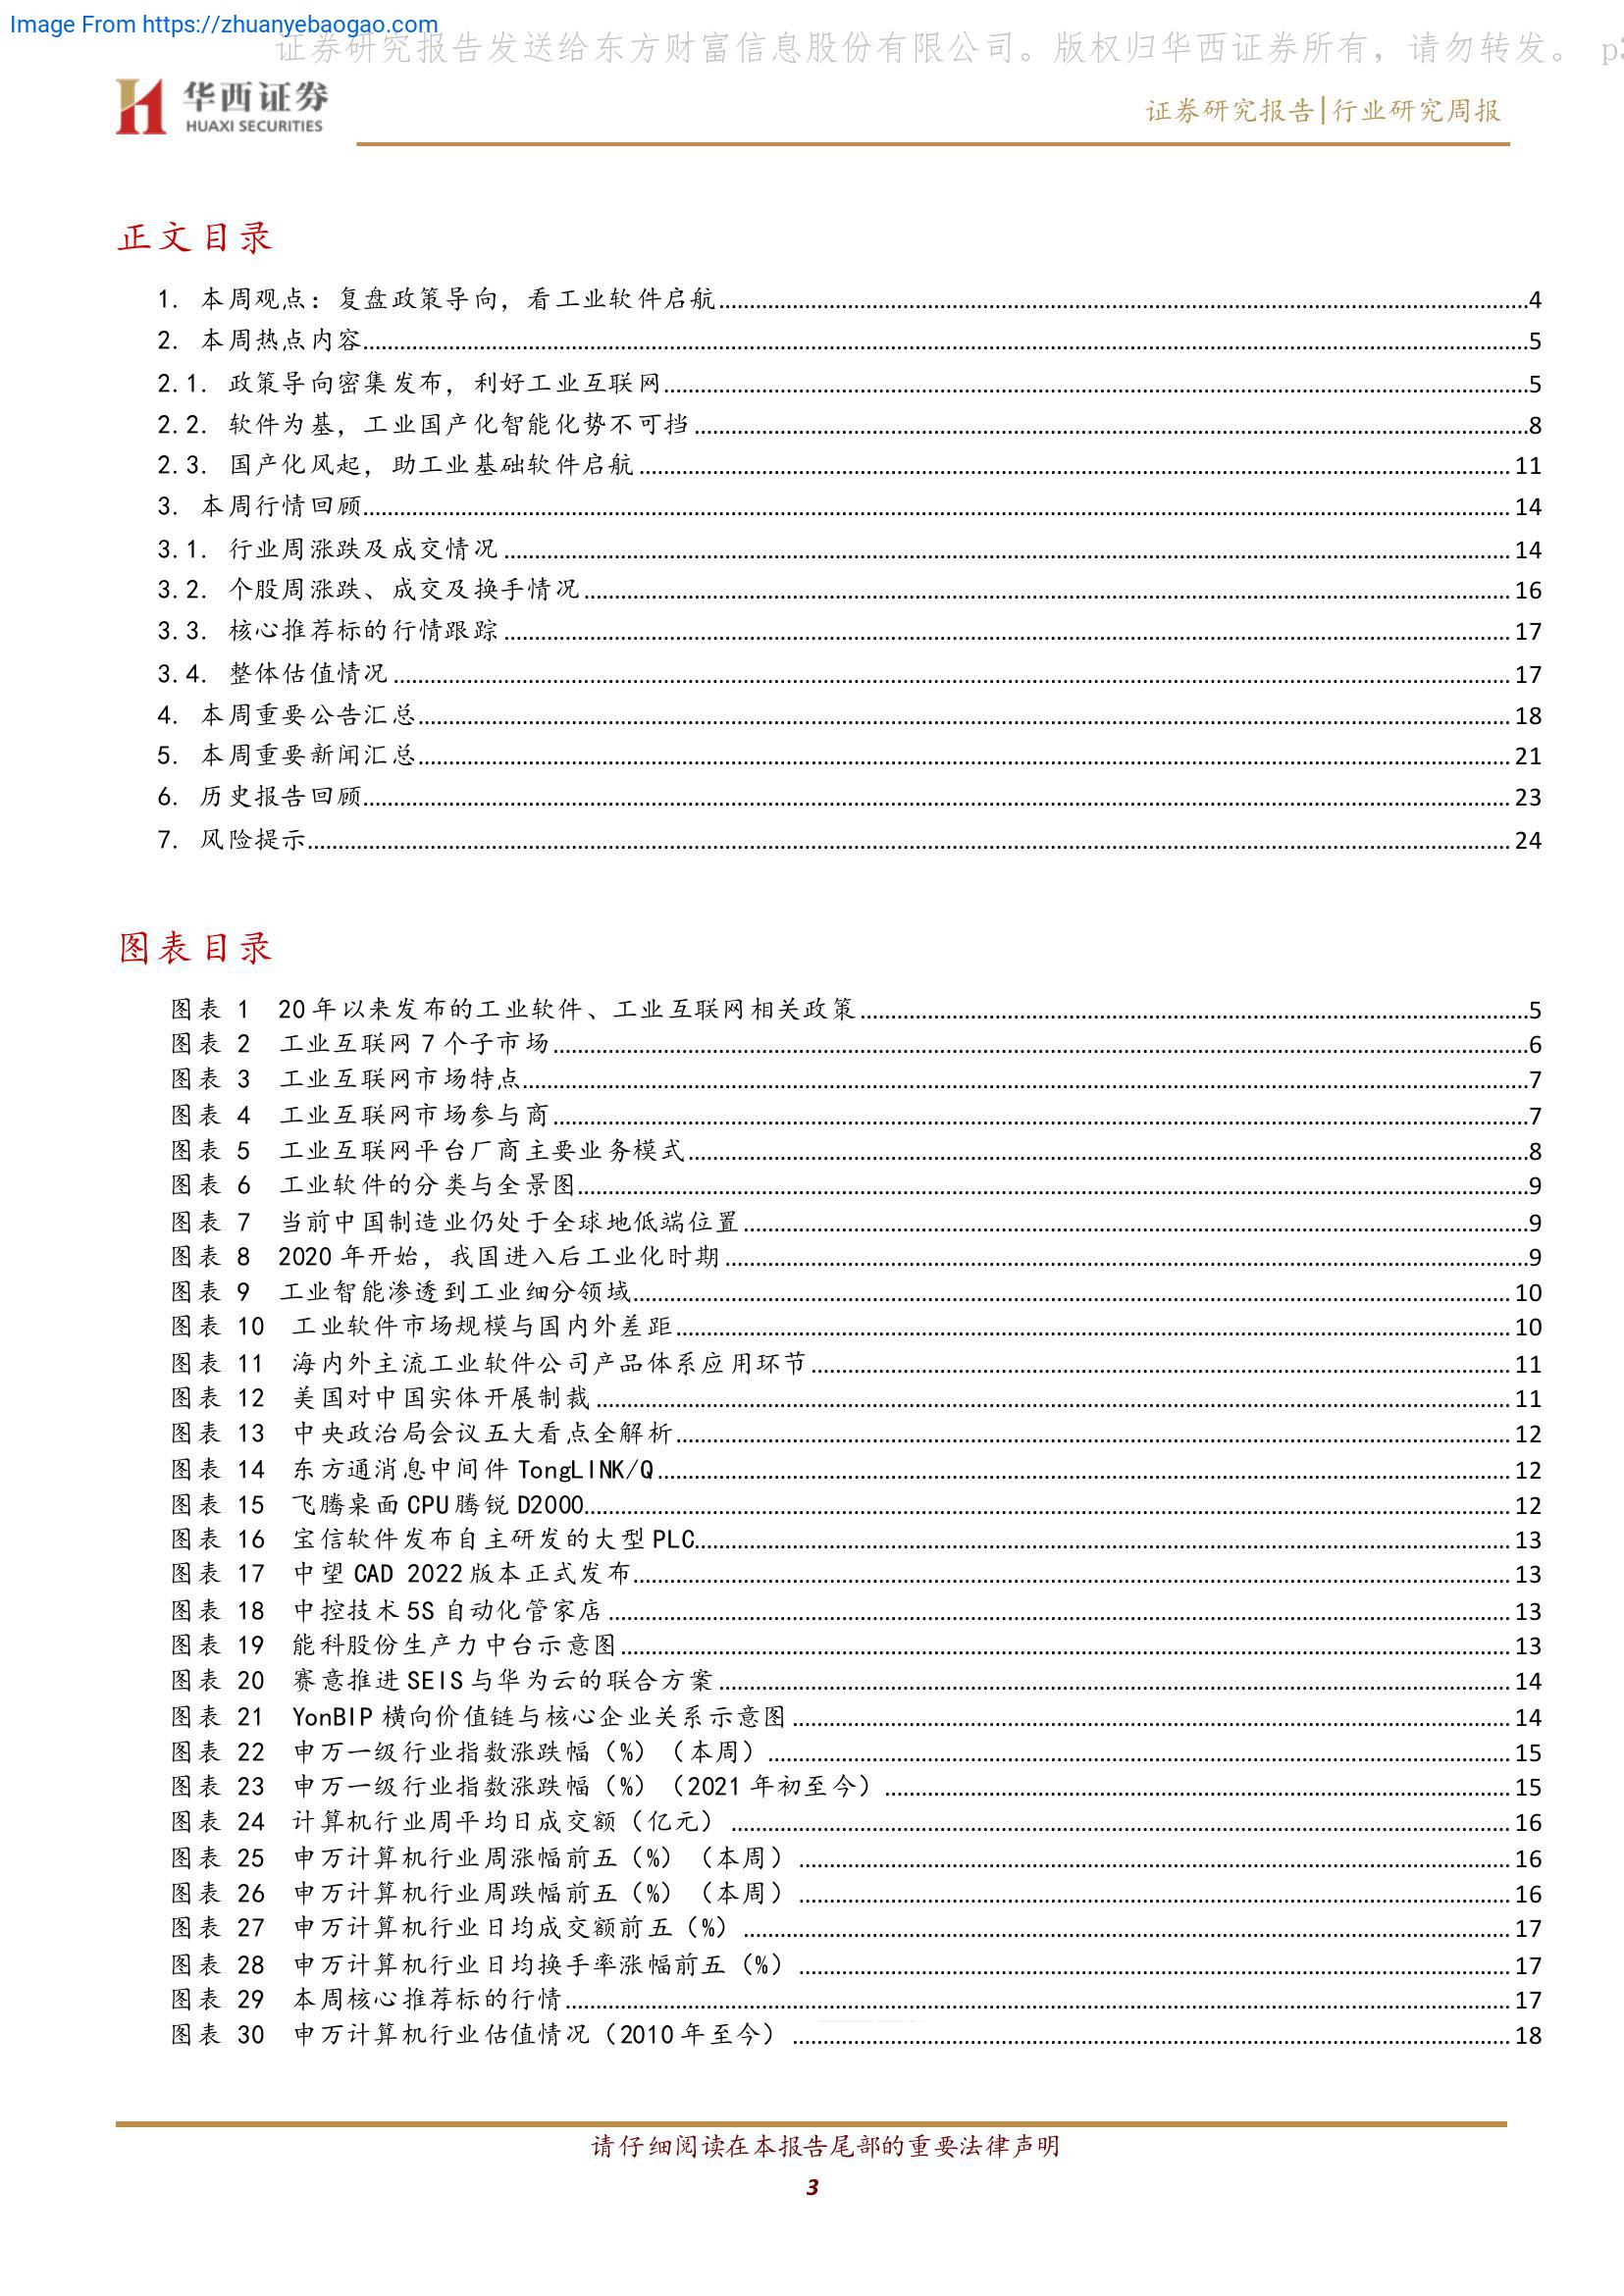 Image From https://zhuanyebaogao.com
证券研究报告发送给东方财富信息股份有限公司。版权归华西证券所有，请勿转发。 p3
华西证券
HUAXI SECURITIES
证券研究报告|行业研究周报
正文目录
1. 本周观点：复盘政策导向，看工业软件启航 4
2. 本周热点内容 5
2.1. 政策导向密集发布，利好工业互联网 5
2.2. 软件为基，工业国产化智能化势不可挡 8
2.3. 国产化风起，助工业基础软件启航 11
3. 本周行情回顾 14
3.1. 行业周涨跌及成交情况 14
3.2. 个股周涨跌、成交及换手情况 16
3.3. 核心推荐标的行情跟踪 17
3.4. 整体估值情况 17
4. 本周重要公告汇总 18
5. 本周重要新闻汇总 21
6. 历史报告回顾 23
7. 风险提示 24
图表目录
图表 1 20年以来发布的工业软件、工业互联网相关政策 5
图表 2 工业互联网 7 个子市场 6
图表 3 工业互联网市场特点 7
图表 4 工业互联网市场参与商 7
图表 5 工业互联网平台厂商主要业务模式 8
图表 6 工业软件的分类与全景图 9
图表 7 当前中国制造业仍处于全球地低端位置 9
图表 8 2020 年开始，我国进入后工业化时期 9
图表 9 工业智能渗透到工业细分领域 10
图表 10 工业软件市场规模与国内外差距 10
图表 11 海内外主流工业软件公司产品体系应用环节 11
图表 12 美国对中国实体开展制裁 11
图表 13 中央政治局会议五大看点全解析 12
图表 14 东方通消息中间件 TongLINK/Q 12
图表 15 飞腾桌面 CPU 腾锐 D2000 12
图表 16 宝信软件发布自主研发的大型 PLC 13
图表 17 中望 CAD 2022 版本正式发布 13
图表 18 中控技术 5S 自动化管家店 13
图表 19 能科股份生产力中台示意图 13
图表 20 赛意推进 SEIS 与华为云的联合方案 14
图表 21 YonBIP 横向价值链与核心企业关系示意图 14
图表 22 申万一级行业指数涨跌幅（%）（本周） 15
图表 23 申万一级行业指数涨跌幅（%）（2021 年初至今） 15
图表 24 计算机行业周平均日成交额（亿元） 16
图表 25 申万计算机行业周涨幅前五（%）（本周） 16
图表 26 申万计算机行业周跌幅前五（%）（本周） 16
图表 27 申万计算机行业日均成交额前五（%） 17
图表 28 申万计算机行业日均换手率涨幅前五（%） 17
图表 29 本周核心推荐标的行情 17
图表 30 申万计算机行业估值情况（2010 年至今） 18
请仔细阅读在本报告尾部的重要法律声明
3